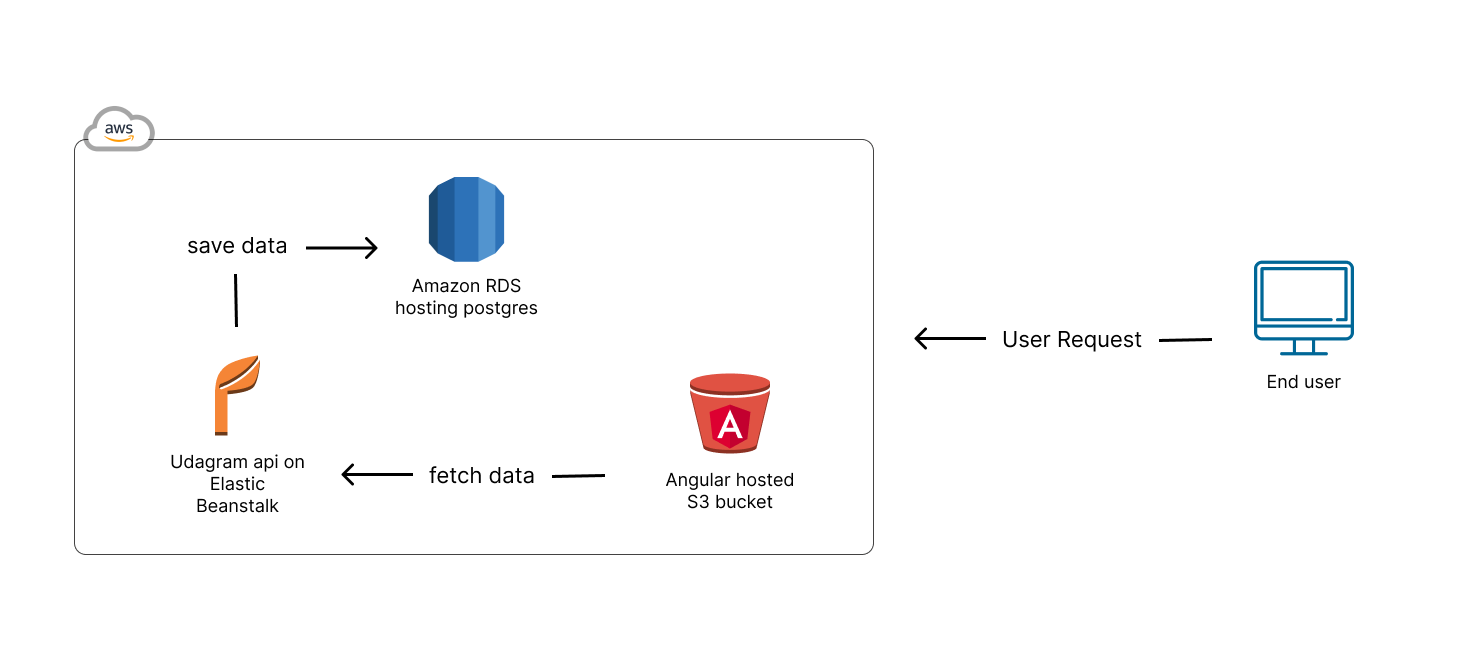 aws
save data
Amazon RDS
hosting postgres
User Request
End user
A
Udagram api on
Elastic
Beanstalk
fetch data
Angular hosted
S3 bucket